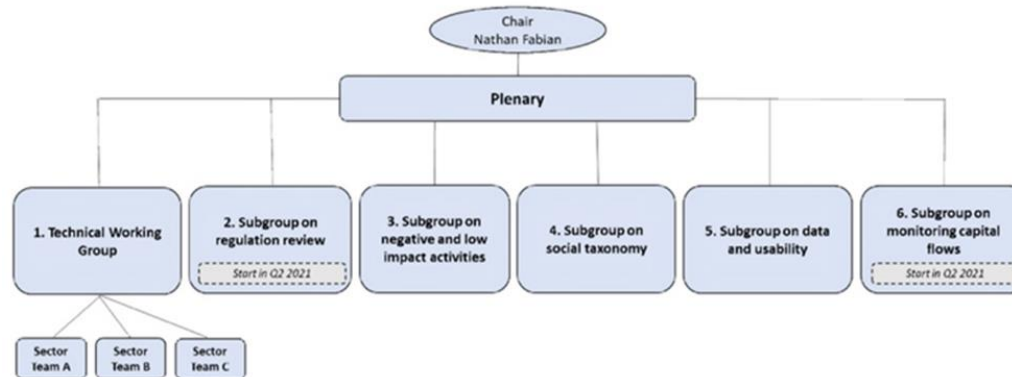 Chair
Nathan Fabian
Plenary
1. Technical Working
Group
2. Subgroup on
regulation review
Start in Q2 2021
3. Subgroup on
negative and low
impact activities
4. Subgroup on
social taxonomy
5. Subgroup on data
and usability
6. Subgroup on
monitoring capital
flows
Start in Q2 2021
Sector
Team A
Sector
Team B
Sector
Team C